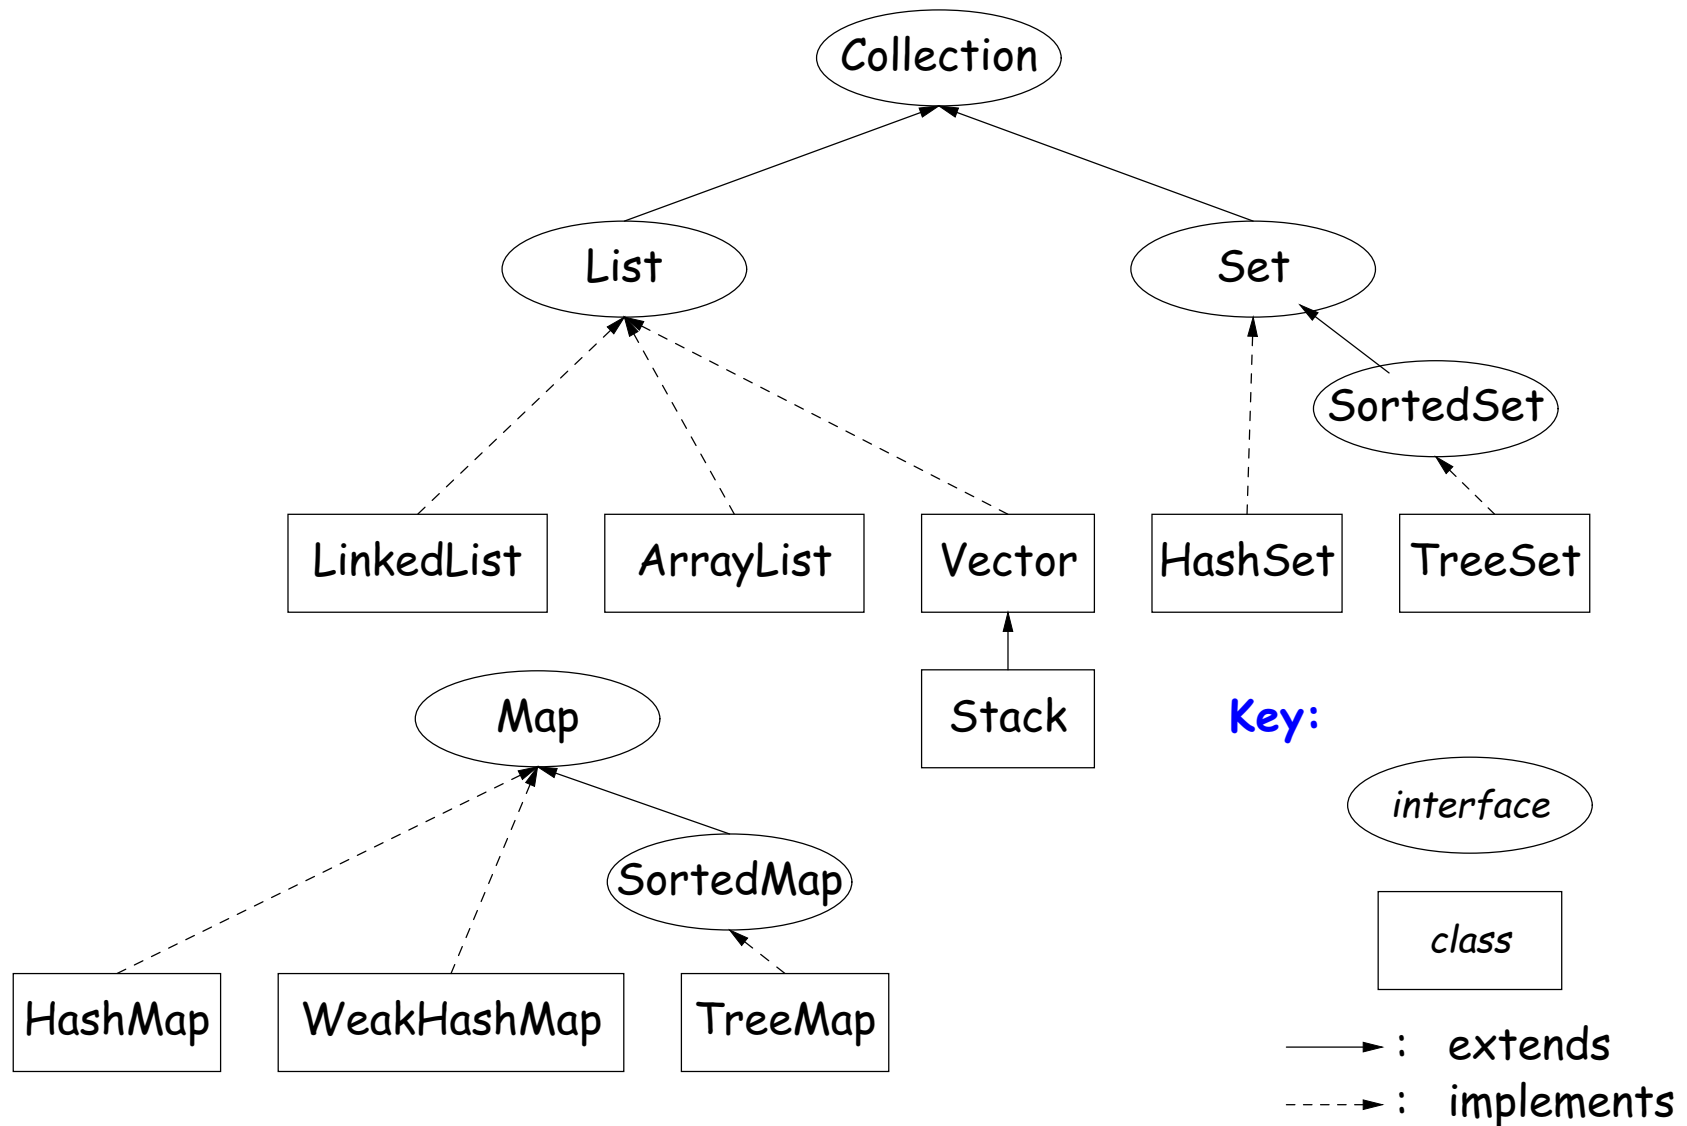 Collection
List
Set
SortedSet
LinkedList
ArrayList
Vector
HashSet
TreeSet
Stack
Map
Key:
interface
SortedMap
class
HashMap
WeakHashMap
TreeMap
: extends
: implements